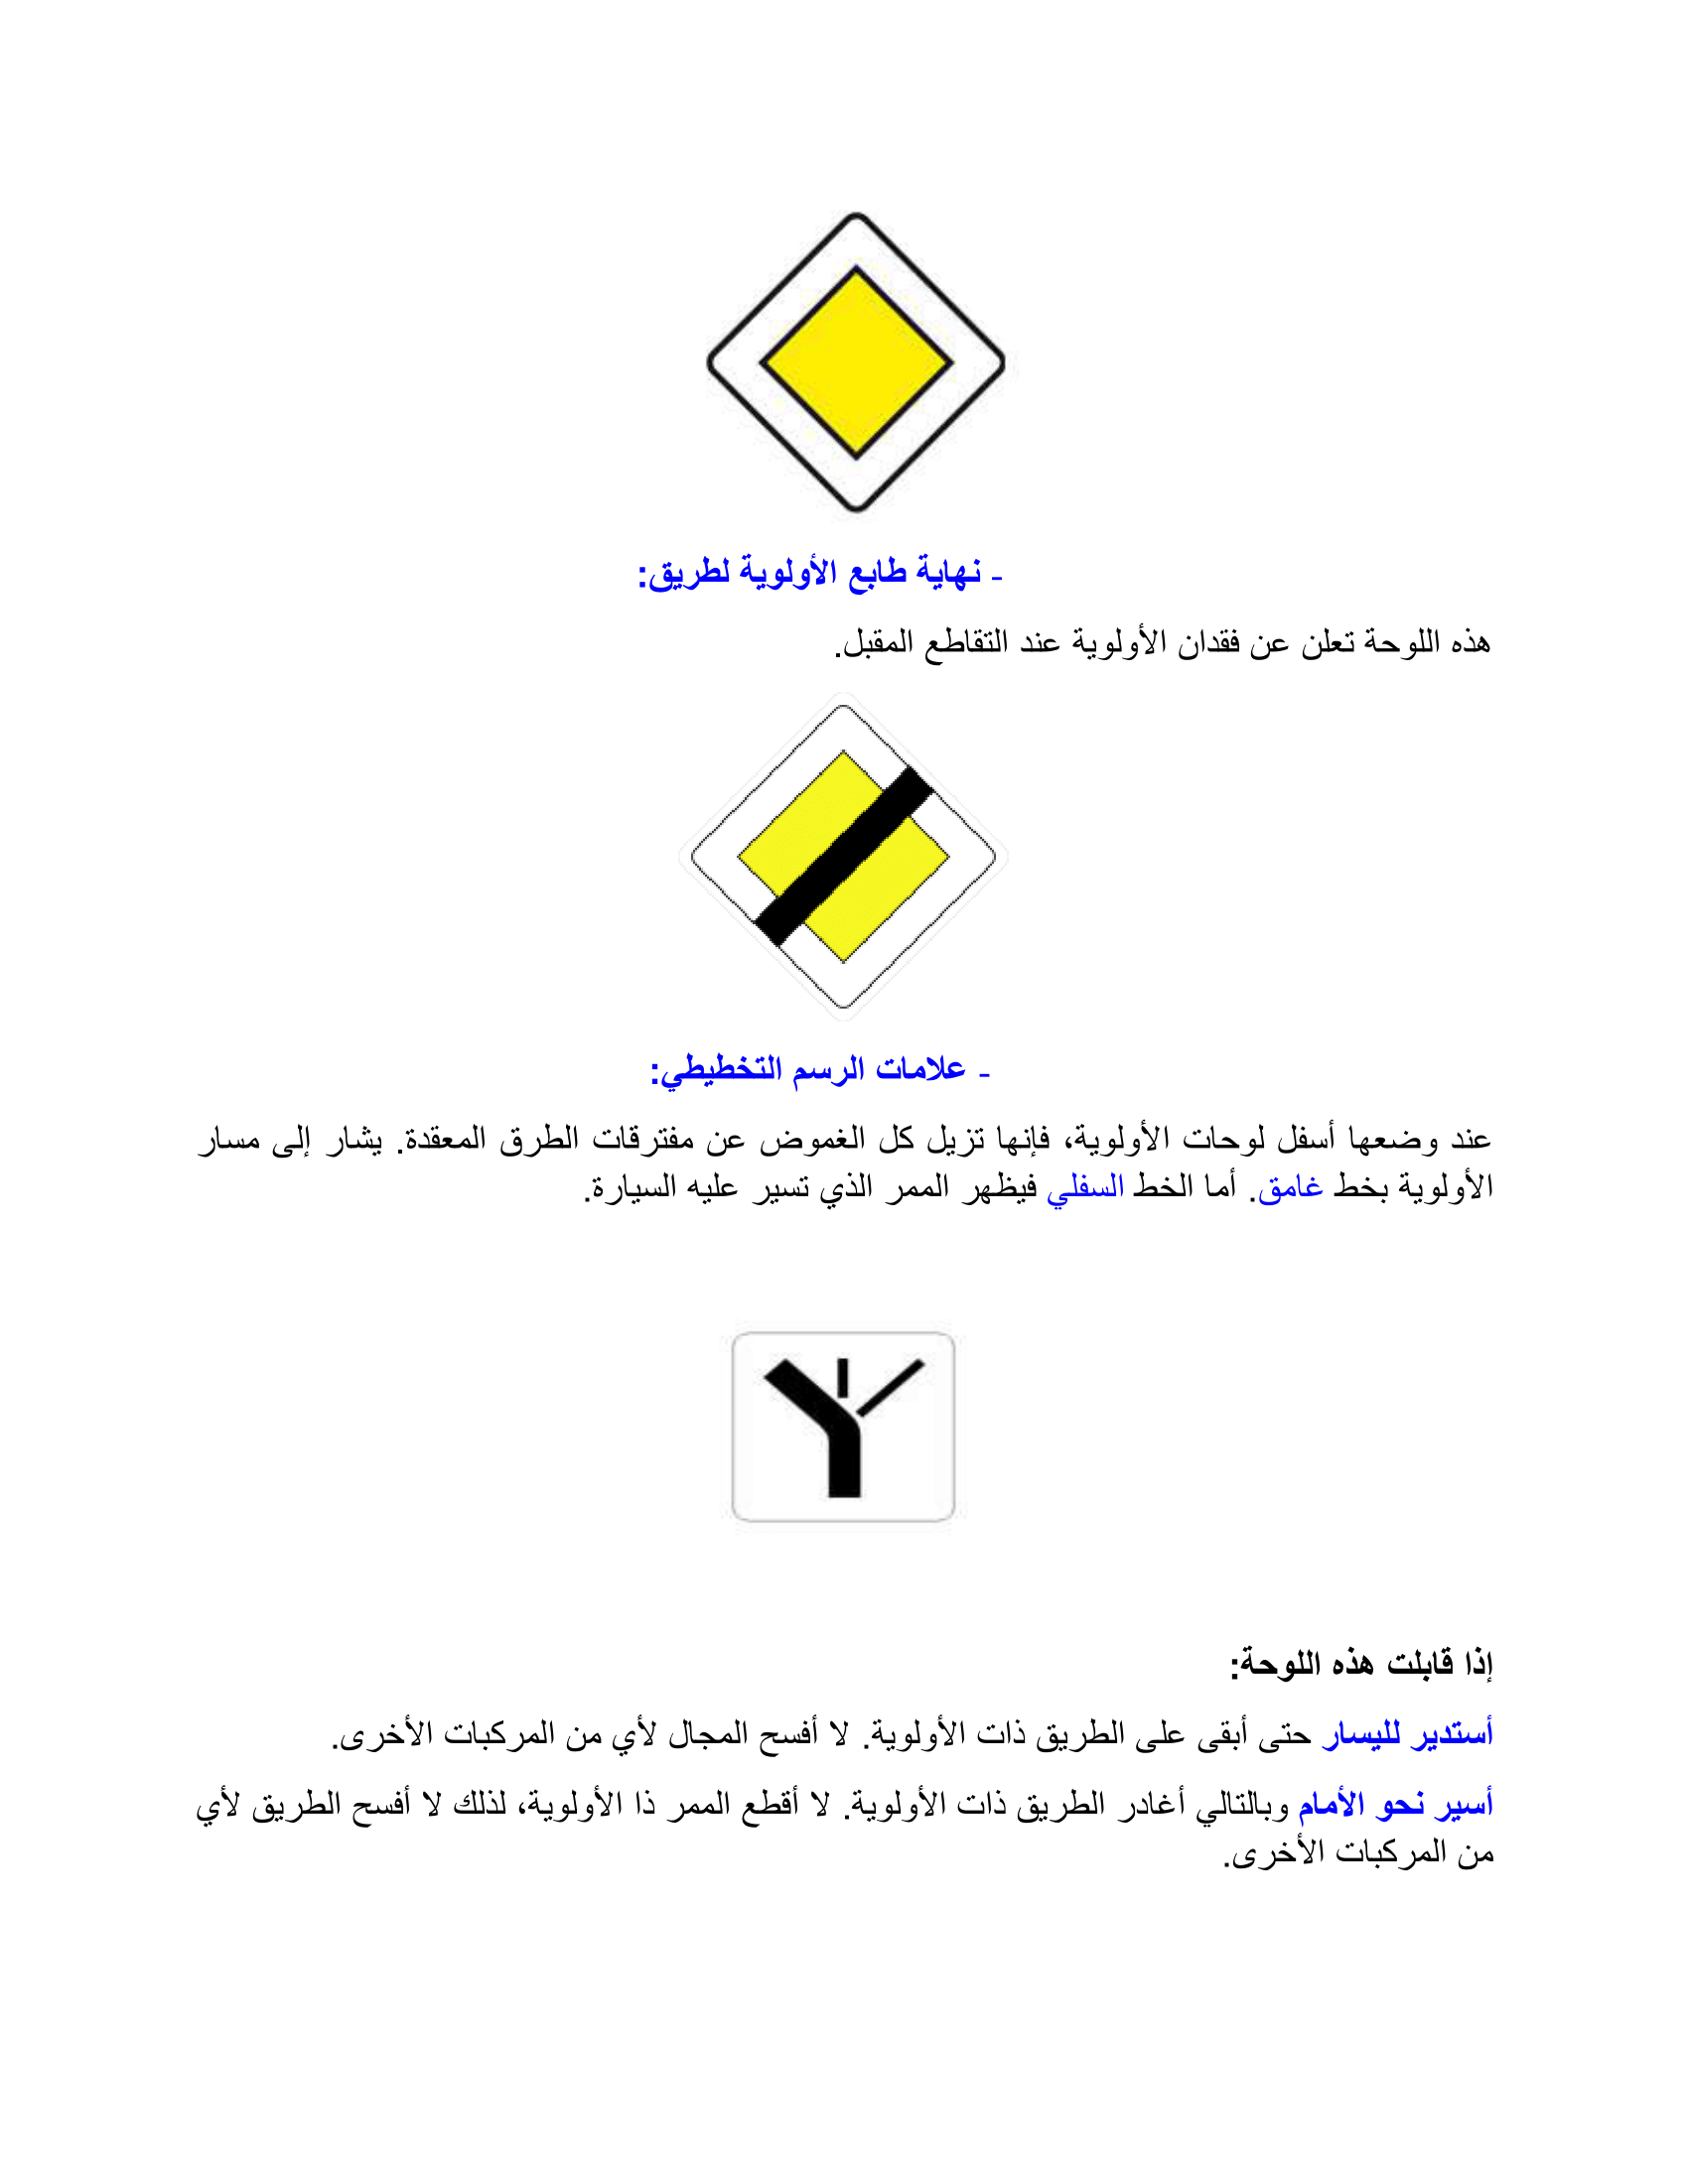 - نهاية طابع الأولوية لطريق:
هذه اللوحة تعلن عن فقدان الأولوية عند التقاطع المقبل.
- علامات الرسم التخطيطي:
عند وضعها أسفل لوحات الأولوية، فإنها تزيل كل الغموض عن مفترقات الطرق المعقدة. يشار إلى مسار
الأولوية بخط غامق. أما الخط السفلي فيظهر الممر الذي تسير عليه السيارة.
إذا قابلت هذه اللوحة:
أستدير لليسار حتى أبقى على الطريق ذات الأولوية. لا أفسح المجال لأي من المركبات الأخرى.
أسير نحو الأمام وبالتالي أغادر الطريق ذات الأولوية. لا أقطع الممر ذا الأولوية، لذلك لا أفسح الطريق لأي
من المركبات الأخرى.